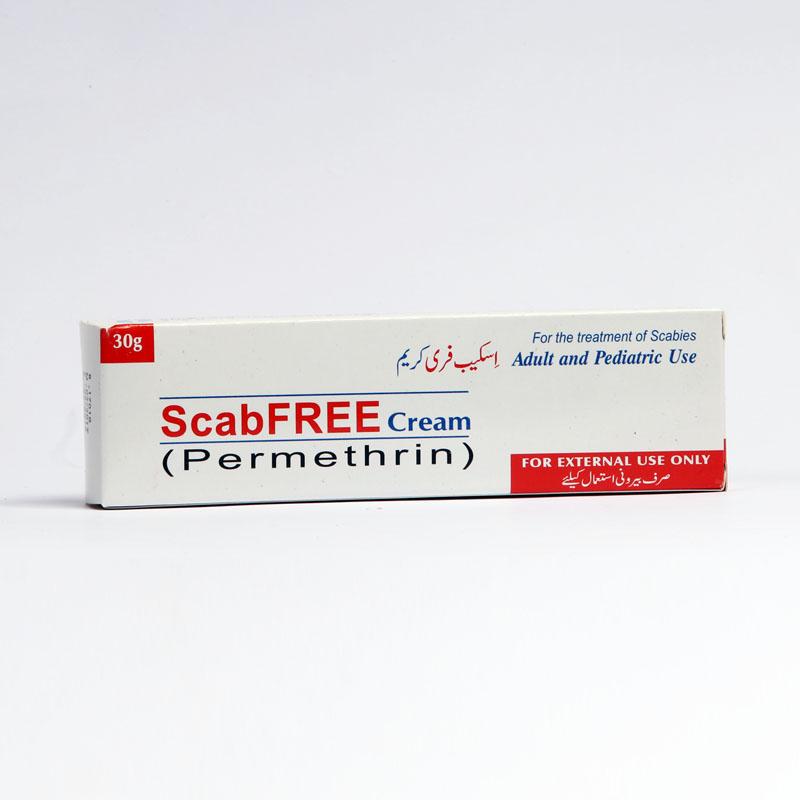 30g
For the treatment of Scabies
اسکیب فری کریم
Adult and Pediatric Use
ScabFREE Cream
(Permethrin)
FOR EXTERNAL USE ONLY
صرف بیرونی استعمال کیلئے